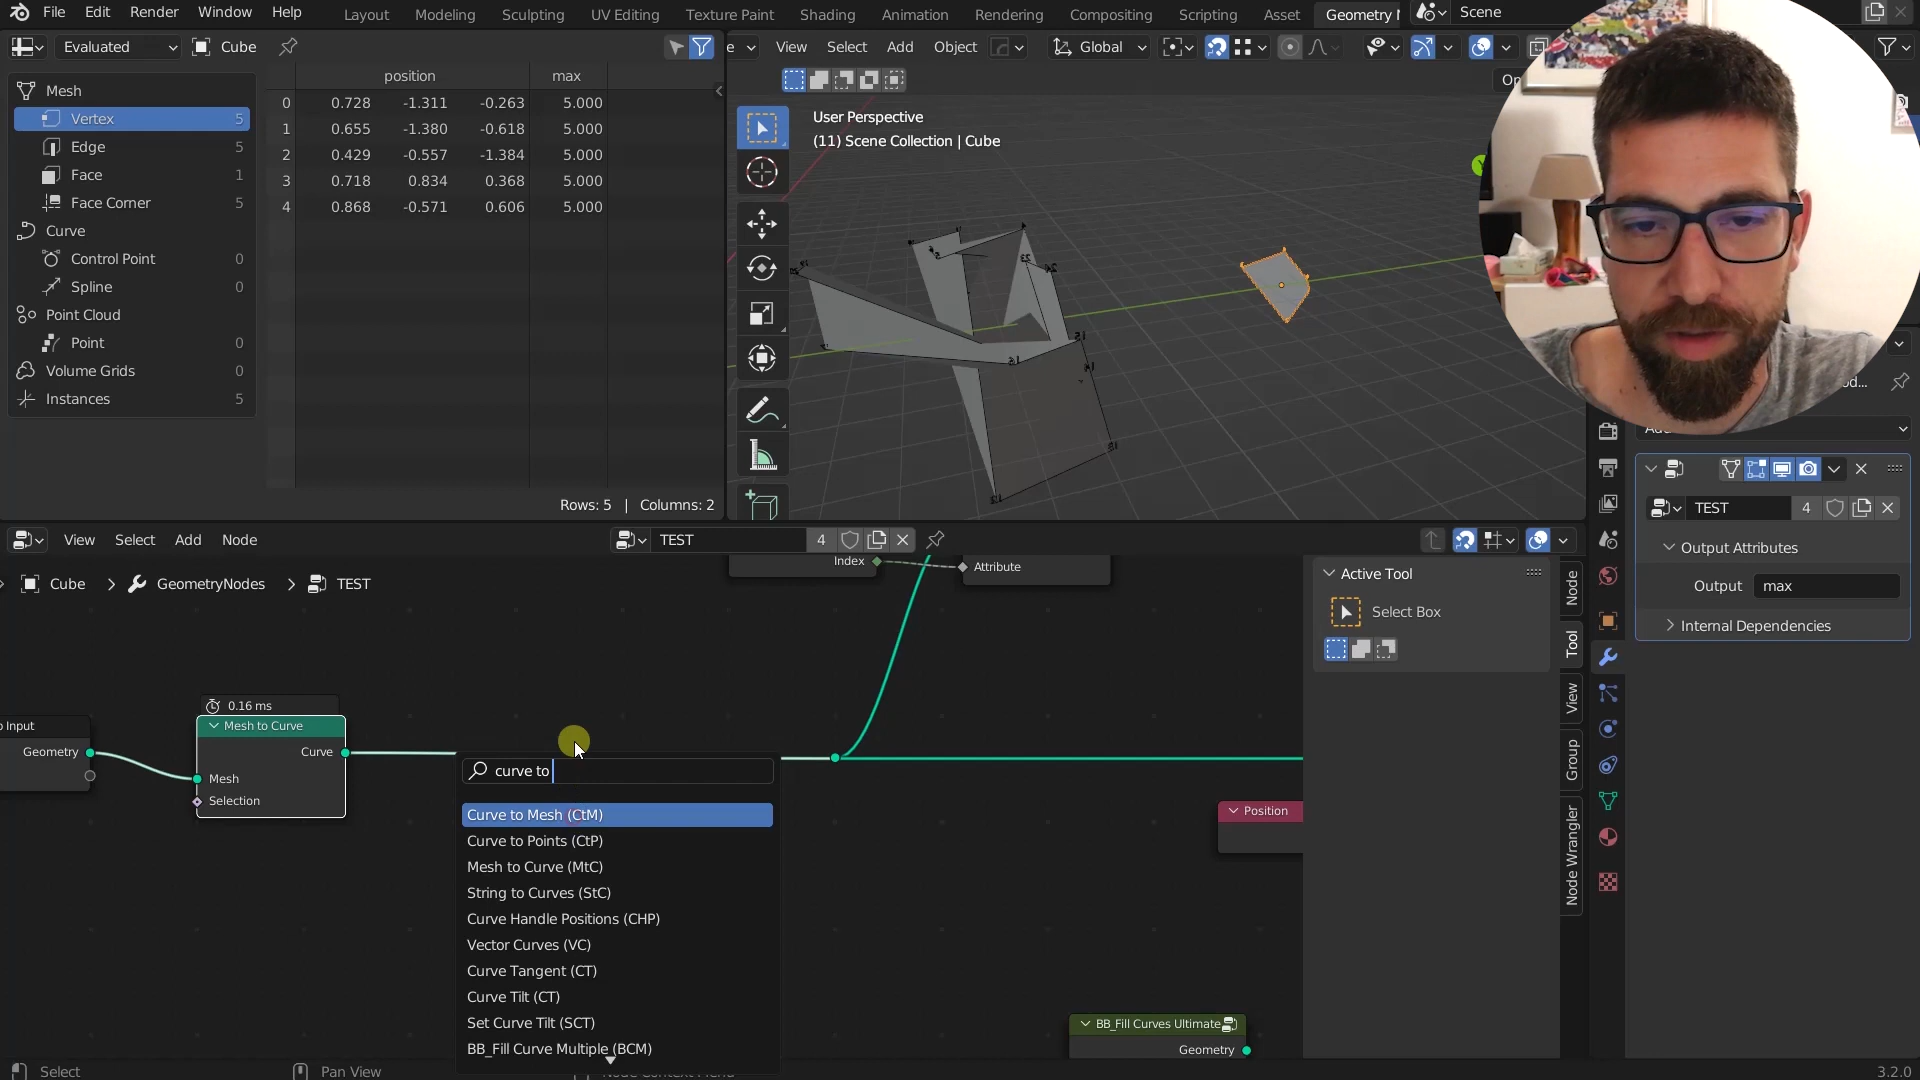 File Edit Render Window Help
Layout Modeling Sculpting UV Editing Texture Paint Shading Animation Rendering Compositing Scripting Asset Geometry Scene
Evaluated Cube
View Select Add Object Global
Mesh
Vertex 5
Edge 5
Face 1
Face Corner 5
Curve
Control Point 0
Spline 0
Point Cloud
Point 0
Volume Grids 0
Instances 5
position max
0 0.728 -1.311 -0.263 5.000
1 0.655 -1.380 -0.618 5.000
2 0.429 -0.557 -1.384 5.000
3 0.718 0.834 0.368 5.000
4 0.868 -0.571 0.606 5.000
Rows: 5 | Columns: 2
User Perspective
(11) Scene Collection | Cube
TEST 4
Output Attributes
Output max
Internal Dependencies
View Select Add Node
TEST 4
Cube > GeometryNodes > TEST
Index
Attribute
Active Tool
Select Box
Node
Tool
View
Group
Node Wrangler
Input
Geometry
0.16 ms
Mesh to Curve
Curve
Mesh
Selection
curve to
Curve to Mesh (CtM)
Curve to Points (CtP)
Mesh to Curve (MtC)
String to Curves (StC)
Curve Handle Positions (CHP)
Vector Curves (VC)
Curve Tangent (CT)
Curve Tilt (CT)
Set Curve Tilt (SCT)
BB_Fill Curve Multiple (BCM)
Position
BB_Fill Curves Ultimate
Geometry
Select Pan View
3.2.0